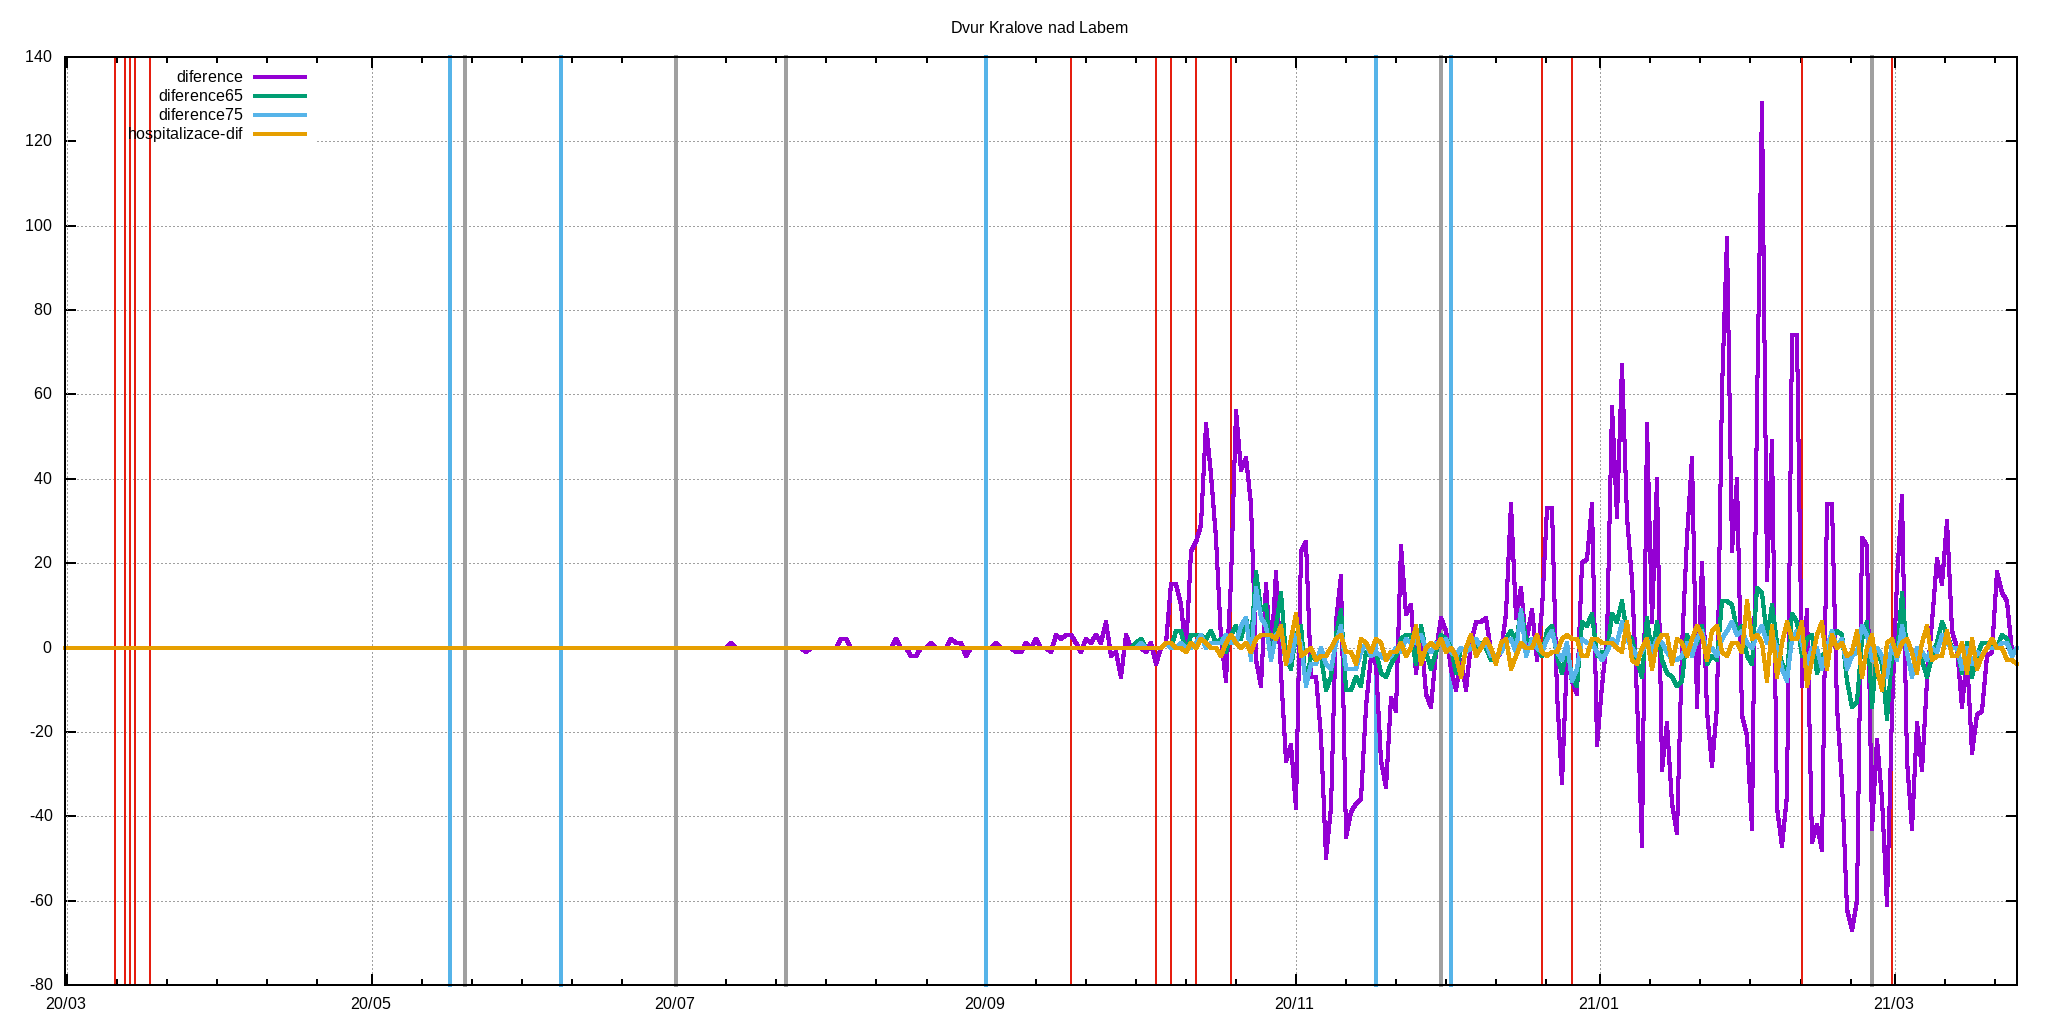 Dvur Kralove nad Labem
140
120
100
80
60
40
20
0
-20
-40
-60
-80
diference
diference65
diference75
hospitalizace-dif
20/03 20/05 20/07 20/09 20/11 21/01 21/03